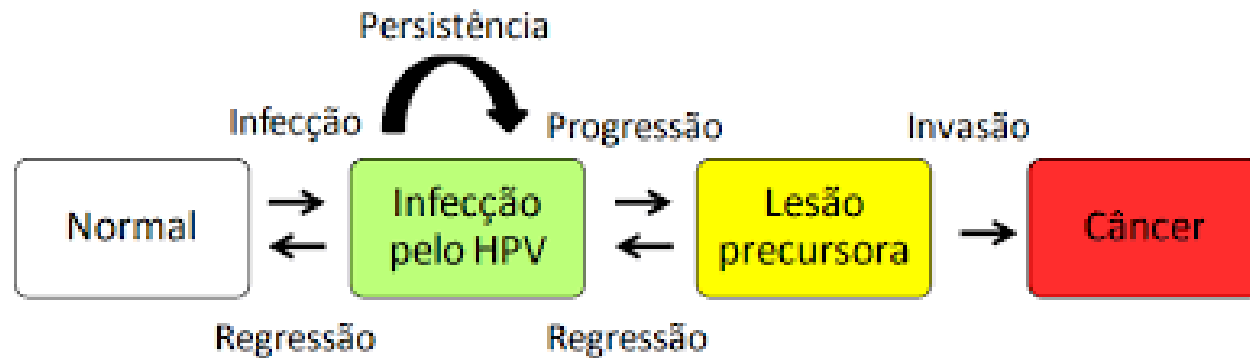 Persistência
Infecção
Progressão
Invasão
Normal
Infecção
pelo HPV
Lesão
precursora
Câncer
Regressão
Regressão